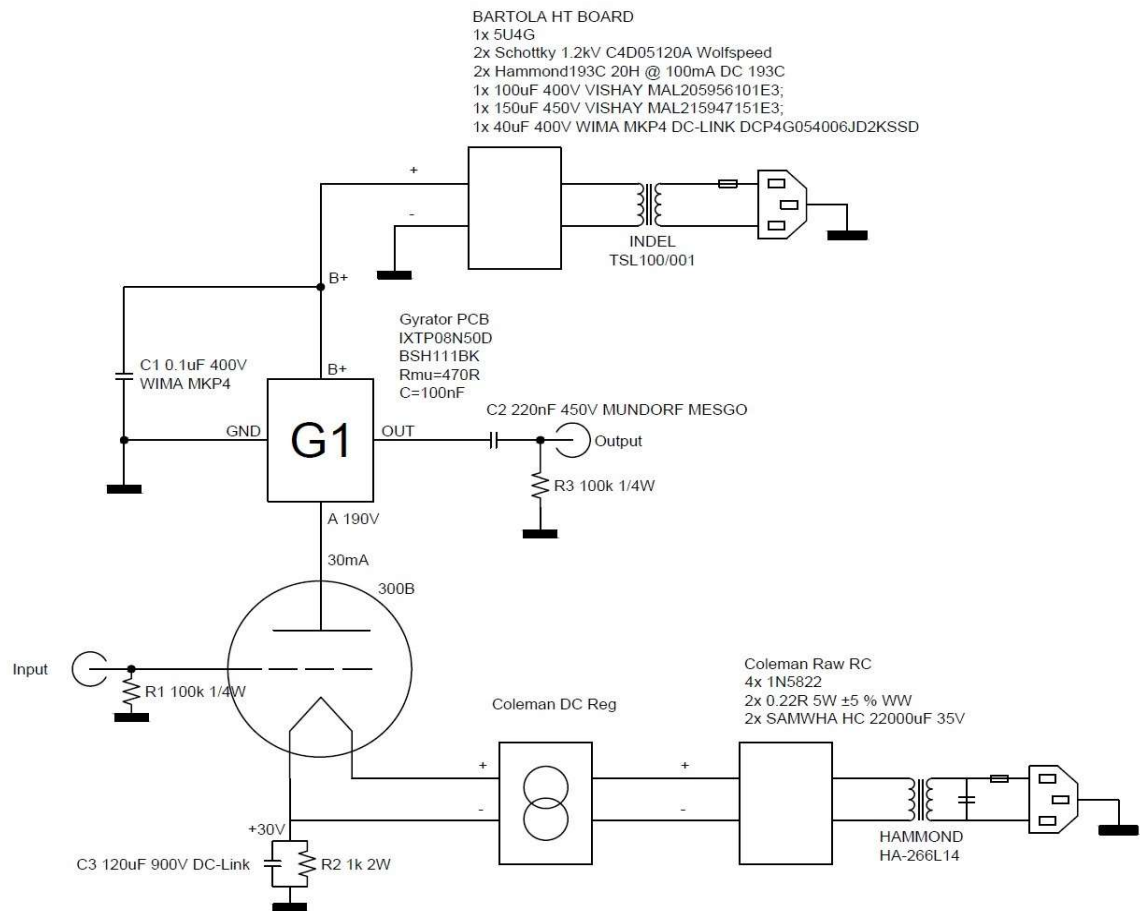 BARTOLA HT BOARD
1x 5U4G
2x Schottky 1.2kV C4D05120A Wolfspeed
2x Hammond193C 20H @ 100mA DC 193C
1x 100uF 400V VISHAY MAL205956101E3;
1x 150uF 450V VISHAY MAL215947151E3;
1x 40uF 400V WIMA MKP4 DC-LINK DCP4G054006JD2KSSD
+
-
INDEL
TSL100/001
B+
Gyrator PCB
IXTP08N50D
BSH111BK
Rmu=470R
C=100nF
C1 0.1uF 400V
WIMA MKP4
B+
GND
G1
OUT
C2 220nF 450V MUNDORF MESGO
Output
R3 100k 1/4W
A 190V
30mA
300B
Input
R1 100k 1/4W
Coleman DC Reg
Coleman Raw RC
4x 1N5822
2x 0.22R 5W ±5 % WW
2x SAMWHA HC 22000uF 35V
+
-
+
-
HAMMOND
HA-266L14
+30V
C3 120uF 900V DC-Link
R2 1k 2W